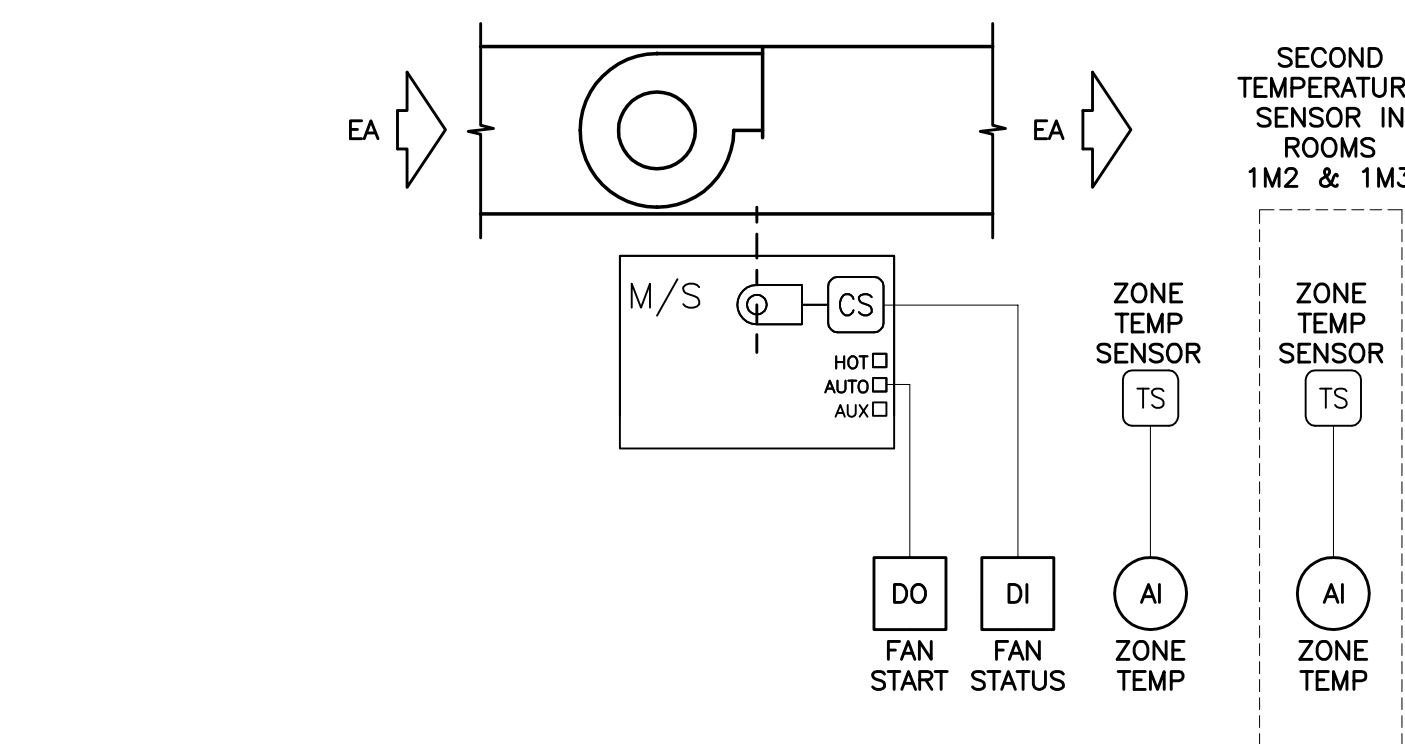 EA
EA
SECOND
TEMPERATUR
SENSOR IN
ROOMS
1M2 & 1M3
M/S
CS
HOT
AUTO
AUX
ZONE
TEMP
SENSOR
TS
ZONE
TEMP
SENSOR
TS
DO
FAN
START
DI
FAN
STATUS
AI
ZONE
TEMP
AI
ZONE
TEMP